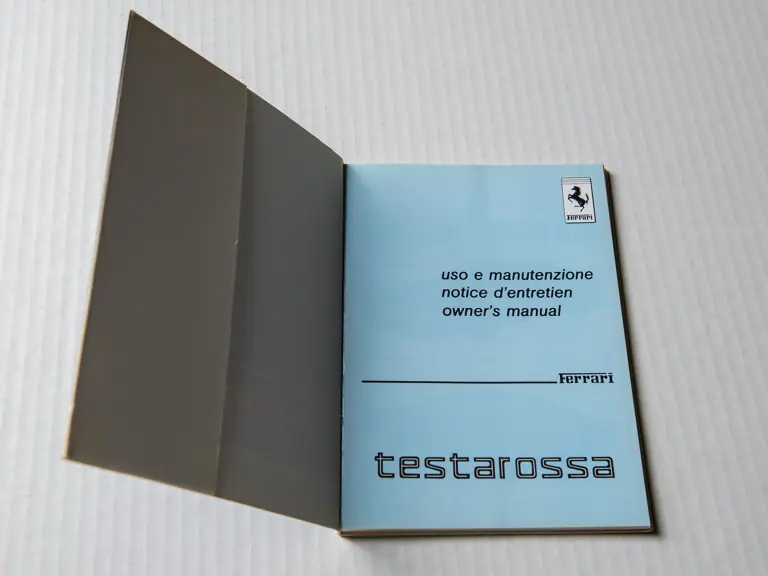 Ferrari
uso e manutenzione
notice d'entretien
owner's manual
Ferrari
testarossa